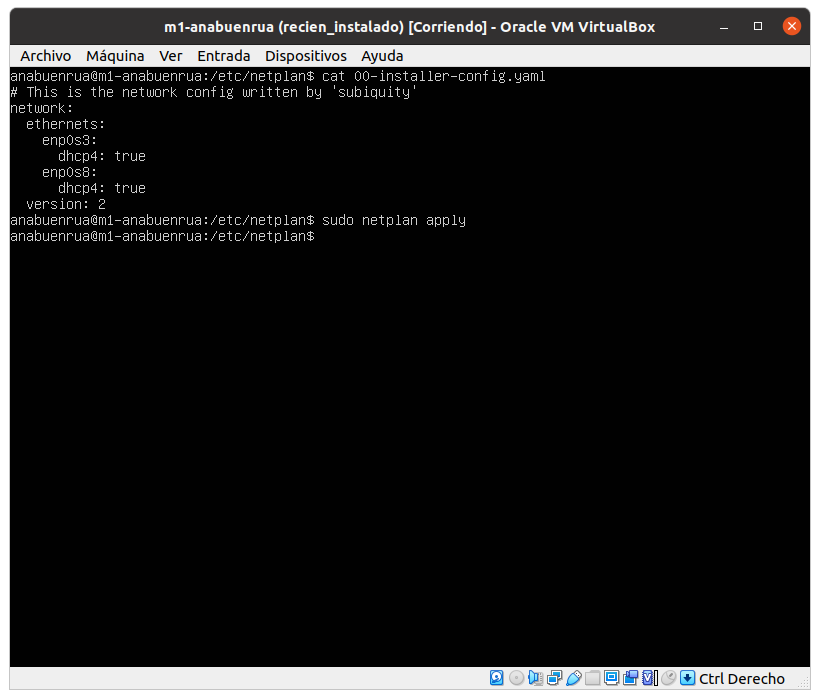 m1-anabuenrua (recien_instalado) [Corriendo] - Oracle VM VirtualBox
Archivo Máquina Ver Entrada Dispositivos Ayuda
anabuenrua@m1-anabuenrua:/etc/netplan$ cat 00-installer-config.yaml
# This is the network config written by 'subiquity'
network:
  ethernets:
    enp0s3:
      dhcp4: true
    enp0s8:
      dhcp4: true
  version: 2
anabuenrua@m1-anabuenrua:/etc/netplan$ sudo netplan apply
anabuenrua@m1-anabuenrua:/etc/netplan$
Ctrl Derecho